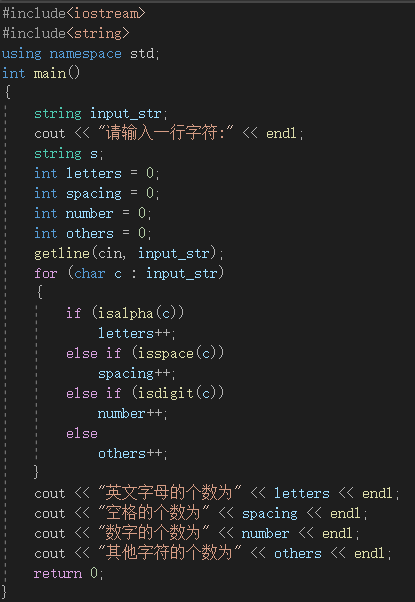 #include<iostream>
#include<string>
using namespace std;
int main()
{
    string input_str;
    cout << "请输入一行字符:" << endl;
    string s;
    int letters = 0;
    int spacing = 0;
    int number = 0;
    int others = 0;
    getline(cin, input_str);
    for (char c : input_str)
    {
        if (isalpha(c))
            letters++;
        else if (isspace(c))
            spacing++;
        else if (isdigit(c))
            number++;
        else
            others++;
    }
    cout << "英文字母的个数为" << letters << endl;
    cout << "空格的个数为" << spacing << endl;
    cout << "数字的个数为" << number << endl;
    cout << "其他字符的个数为" << others << endl;
    return 0;
}